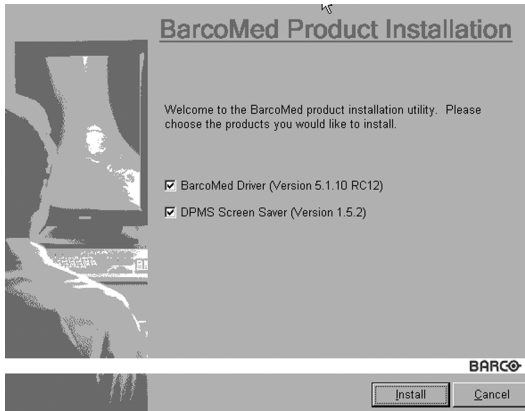 BarcoMed Product Installation
Welcome to the BarcoMed product installation utility. Please
choose the products you would like to install.
BarcoMed Driver (Version 5.1.10 RC12)
DPMS Screen Saver (Version 1.5.2)
BARCO
Install
Cancel